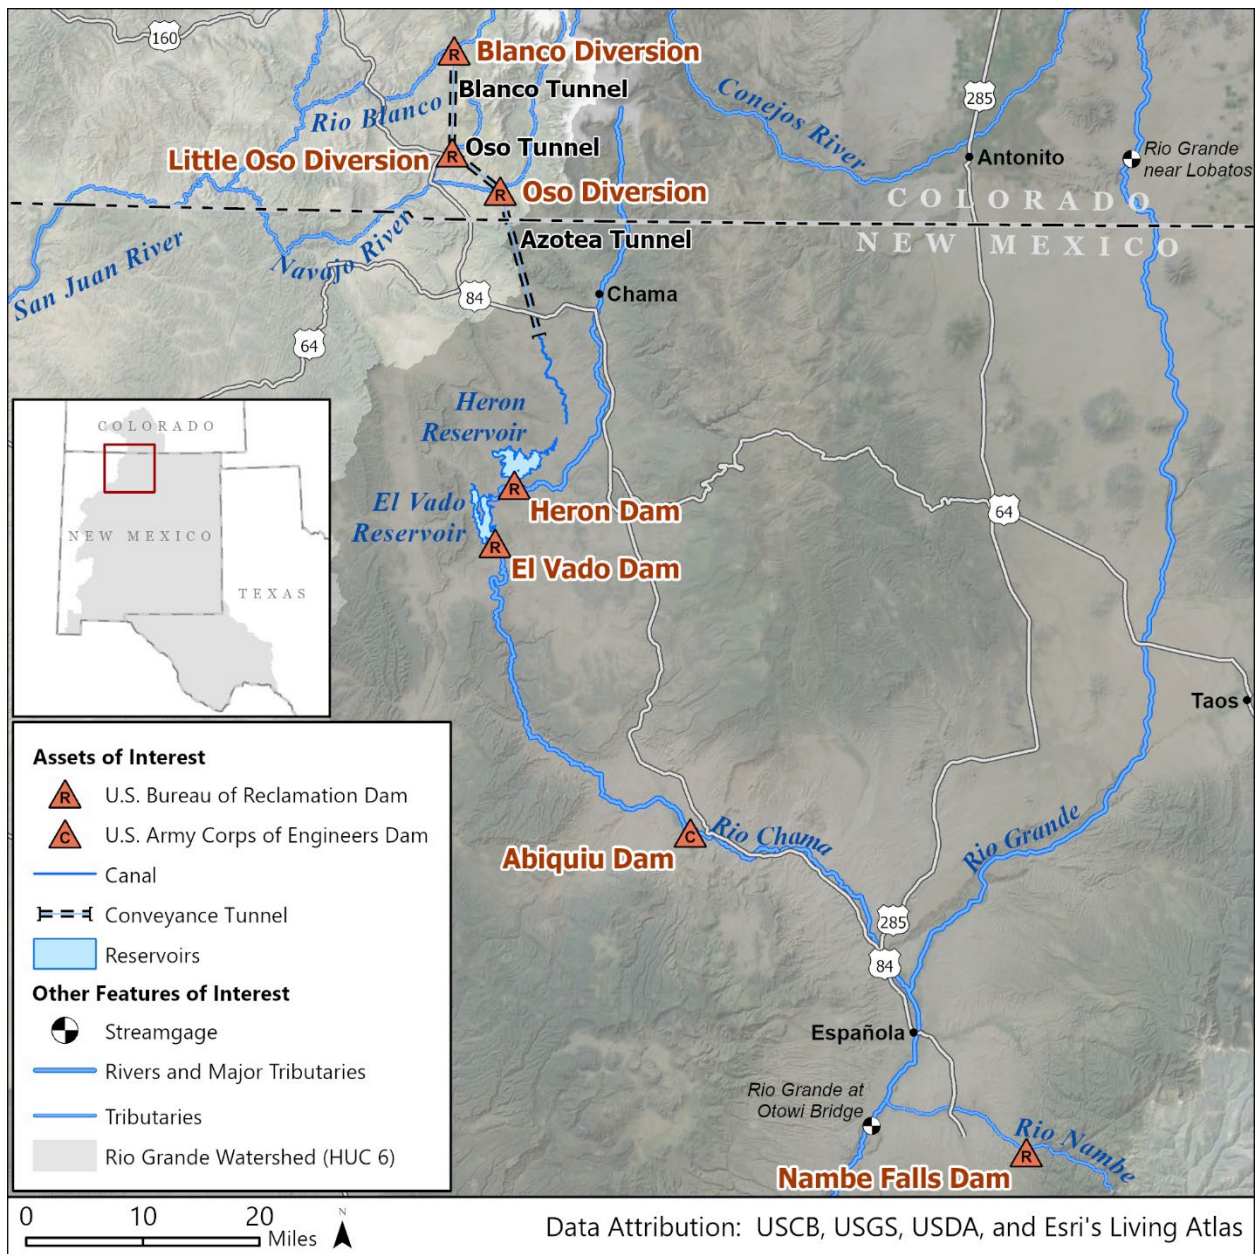 160
R
Blanco Diversion
Blanco Tunnel
Rio Blanco
Conejos River
285
Oso Tunnel
R
Little Oso Diversion
Antonito
Rio Grande
near Lobatos
R
Oso Diversion
COLORADO
NEW MEXICO
Azotea Tunnel
San Juan River
Navajo River
84
Chama
64
Heron
Reservoir
COLORADO
NEW MEXICO
TEXAS
El Vado
Reservoir
R
Heron Dam
64
R
El Vado Dam
Taos
Assets of Interest
R U.S. Bureau of Reclamation Dam
C U.S. Army Corps of Engineers Dam
Canal
Conveyance Tunnel
Reservoirs
Other Features of Interest
Streamgage
Rivers and Major Tributaries
Tributaries
Rio Grande Watershed (HUC 6)
C
Abiquiu Dam
Rio Chama
Rio Grande
285
84
Española
Rio Grande at
Otowi Bridge
Rio Nambe
R
Nambe Falls Dam
0 10 20
Miles
N
Data Attribution: USCB, USGS, USDA, and Esri's Living Atlas